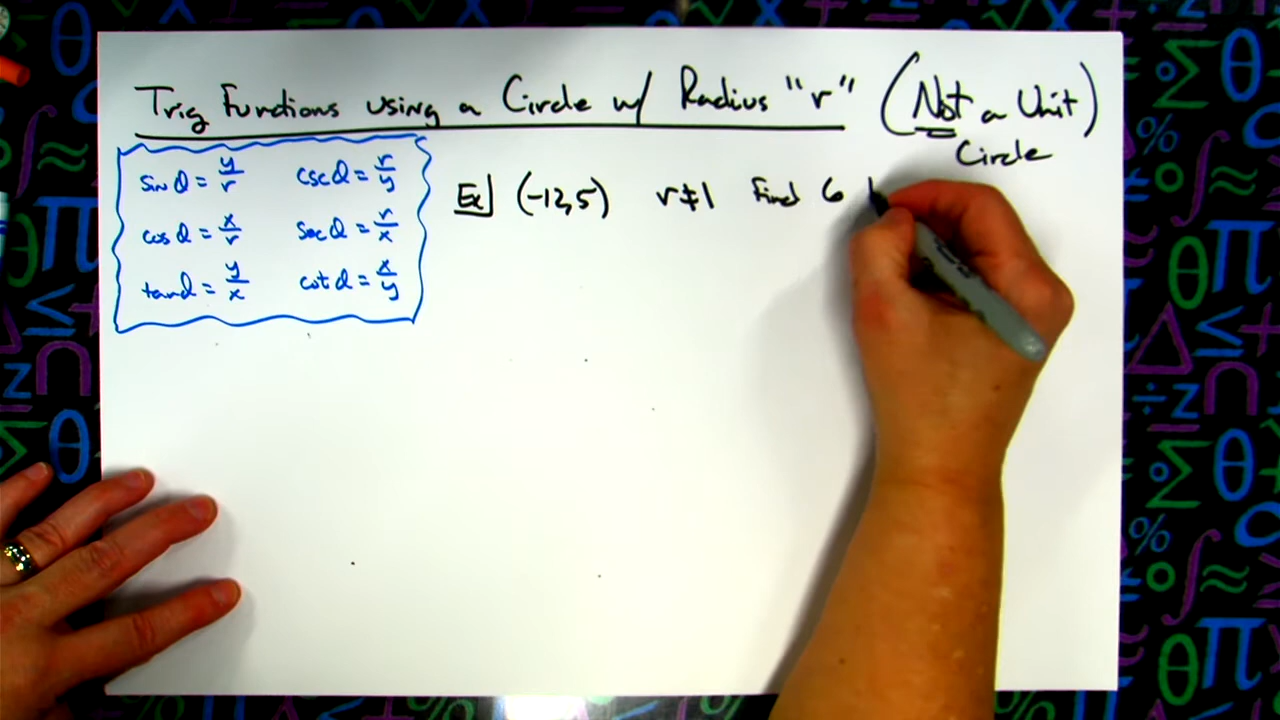 Trig Functions using a Circle w/ Radius "r" (Not a Unit)
Circle
sin θ = y/r csc θ = r/y
cos θ = x/r sec θ = r/x
tan θ = y/x cot θ = x/y
Ex] (-12,5) r≠1 Find 6